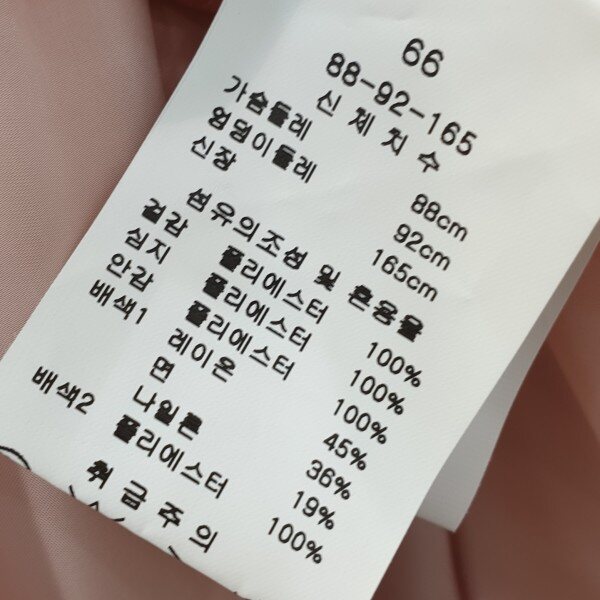 66
88-92-165
신 체 치 수
가슴둘레 88cm
엉덩이둘레 92cm
신장 165cm
섬유의조성 및 혼용율
겉감 폴리에스터 100%
심지 폴리에스터 100%
안감 폴리에스터 100%
배색1 레이온 45%
면 36%
나일론 19%
배색2 폴리에스터 100%
취 급 주 의